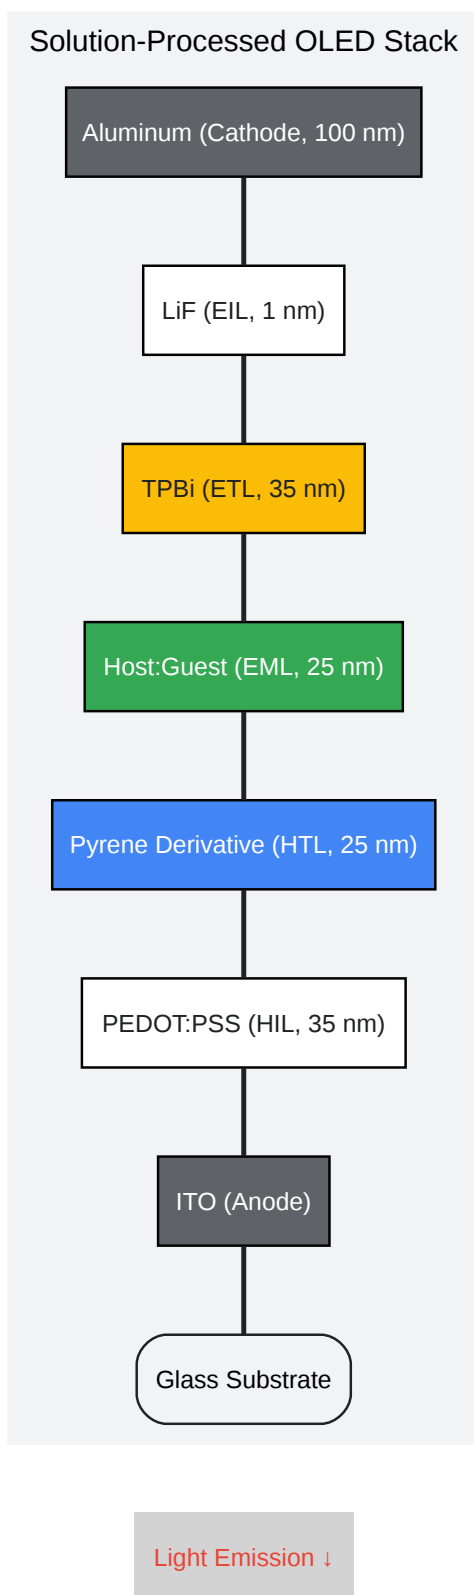 Solution-Processed OLED Stack
Aluminum (Cathode, 100 nm)
LiF (EIL, 1 nm)
TPBi (ETL, 35 nm)
Host:Guest (EML, 25 nm)
Pyrene Derivative (HTL, 25 nm)
PEDOT:PSS (HIL, 35 nm)
ITO (Anode)
Glass Substrate
Light Emission ↓